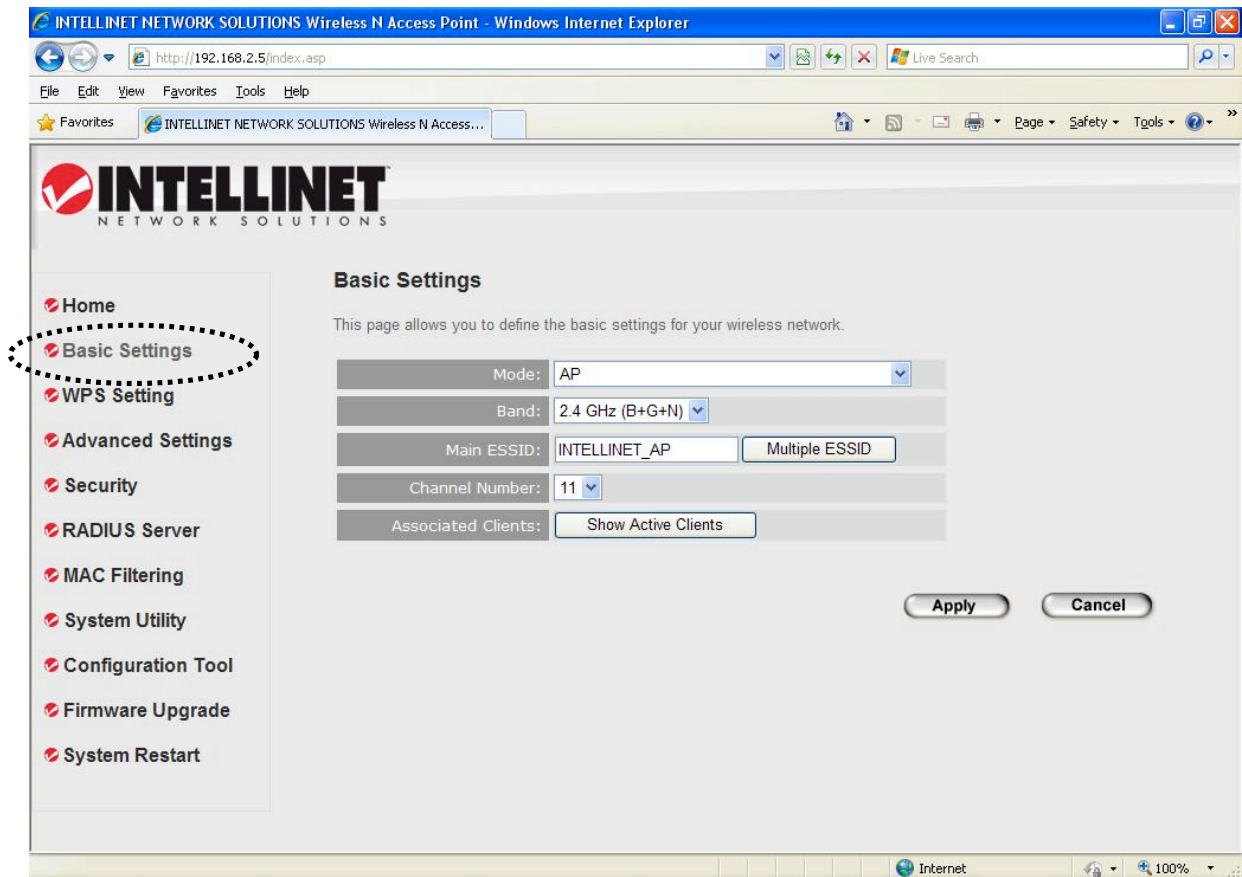 INTELLINET NETWORK SOLUTIONS Wireless N Access Point - Windows Internet Explorer
http://192.168.2.5/index.asp
Live Search
File Edit View Favorites Tools Help
Favorites
INTELLINET NETWORK SOLUTIONS Wireless N Access...
Page Safety Tools
»
INTELLINET
NETWORK SOLUTIONS
Home
Basic Settings
WPS Setting
Advanced Settings
Security
RADIUS Server
MAC Filtering
System Utility
Configuration Tool
Firmware Upgrade
System Restart
Basic Settings
This page allows you to define the basic settings for your wireless network.
Mode: AP
Band: 2.4 GHz (B+G+N)
Main ESSID: INTELLINET_AP Multiple ESSID
Channel Number: 11
Associated Clients: Show Active Clients
Apply Cancel
Internet
100%